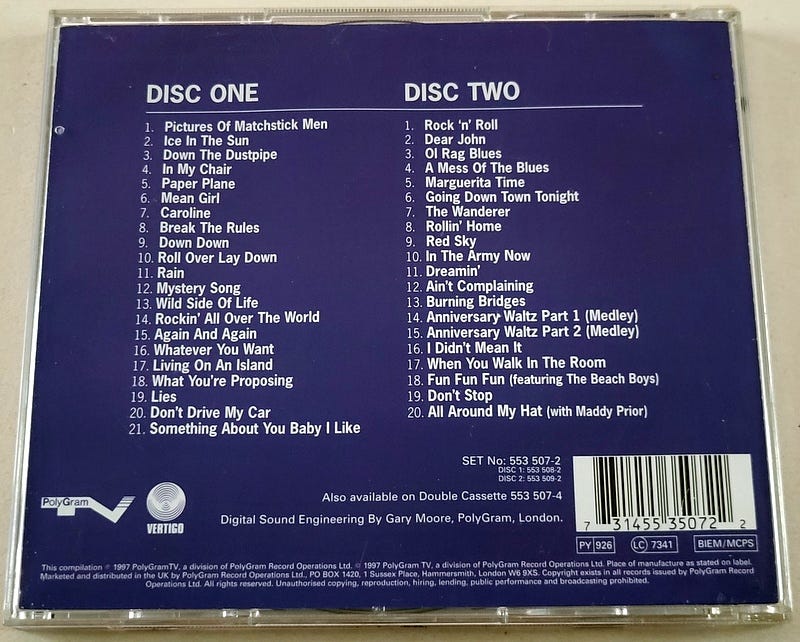 DISC ONE
1. Pictures Of Matchstick Men
2. Ice In The Sun
3. Down The Dustpipe
4. In My Chair
5. Paper Plane
6. Mean Girl
7. Caroline
8. Break The Rules
9. Down Down
10. Roll Over Lay Down
11. Rain
12. Mystery Song
13. Wild Side Of Life
14. Rockin' All Over The World
15. Again And Again
16. Whatever You Want
17. Living On An Island
18. What You're Proposing
19. Lies
20. Don't Drive My Car
21. Something About You Baby I Like
DISC TWO
1. Rock 'n' Roll
2. Dear John
3. Ol Rag Blues
4. A Mess Of The Blues
5. Marguerita Time
6. Going Down Town Tonight
7. The Wanderer
8. Rollin' Home
9. Red Sky
10. In The Army Now
11. Dreamin'
12. Ain't Complaining
13. Burning Bridges
14. Anniversary Waltz Part 1 (Medley)
15. Anniversary Waltz Part 2 (Medley)
16. I Didn't Mean It
17. When You Walk In The Room
18. Fun Fun Fun (featuring The Beach Boys)
19. Don't Stop
20. All Around My Hat (with Maddy Prior)
SET No: 553 507-2
DISC 1: 553 508-2
DISC 2: 553 509-2
Also available on Double Cassette 553 507-4
Digital Sound Engineering By Gary Moore, PolyGram, London.
PolyGram TV
VERTIGO
7 31455 35072 2
PY 926
LC 7341
BIEM/MCPS
This compilation ℗ 1997 PolyGramTV, a division of PolyGram Record Operations Ltd. © 1997 PolyGram TV, a division of PolyGram Record Operations Ltd. Place of manufacture as stated on label.
Marketed and distributed in the UK by PolyGram Record Operations Ltd., PO BOX 1420, 1 Sussex Place, Hammersmith, London W6 9XS. Copyright exists in all records issued by PolyGram Record
Operations Ltd. All rights reserved. Unauthorised copying, reproduction, hiring, lending, public performance and broadcasting prohibited.